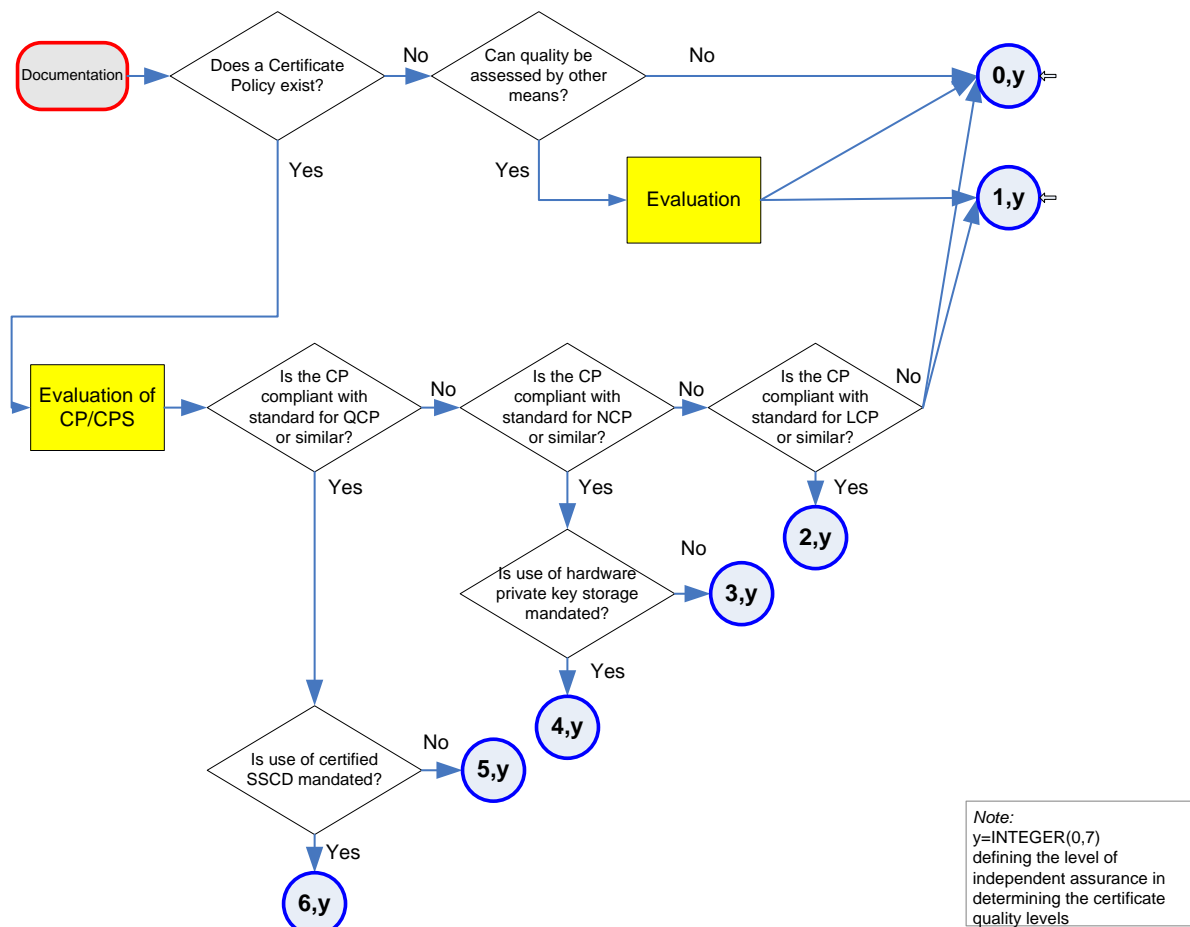 Documentation
Does a Certificate
Policy exist?
No
Can quality be
assessed by other
means?
No
0,y
Yes
Yes
Evaluation
1,y
Evaluation of
CP/CPS
Is the CP
compliant with
standard for QCP
or similar?
No
Is the CP
compliant with
standard for NCP
or similar?
No
Is the CP
compliant with
standard for LCP
or similar?
No
Yes
Yes
Yes
2,y
Is use of hardware
private key storage
mandated?
No
3,y
Yes
4,y
Is use of certified
SSCD mandated?
No
5,y
Yes
6,y
Note:
y=INTEGER(0,7)
defining the level of
independent assurance in
determining the certificate
quality levels